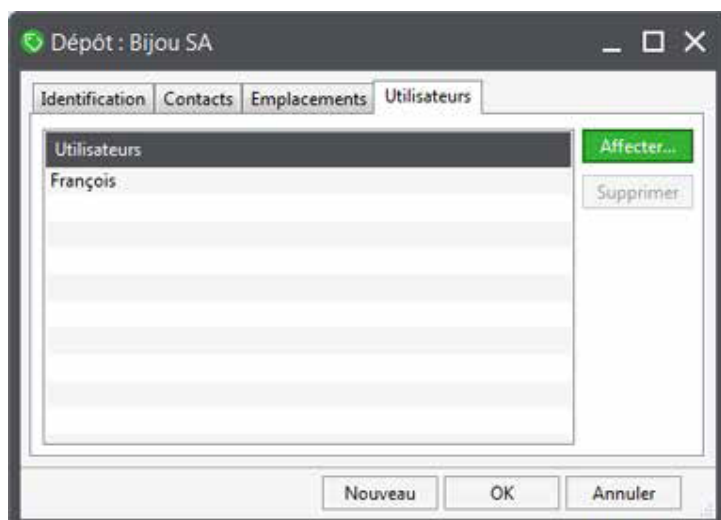 Dépôt : Bijou SA
Identification Contacts Emplacements Utilisateurs
Utilisateurs
Affecter...
François
Supprimer
Nouveau OK Annuler